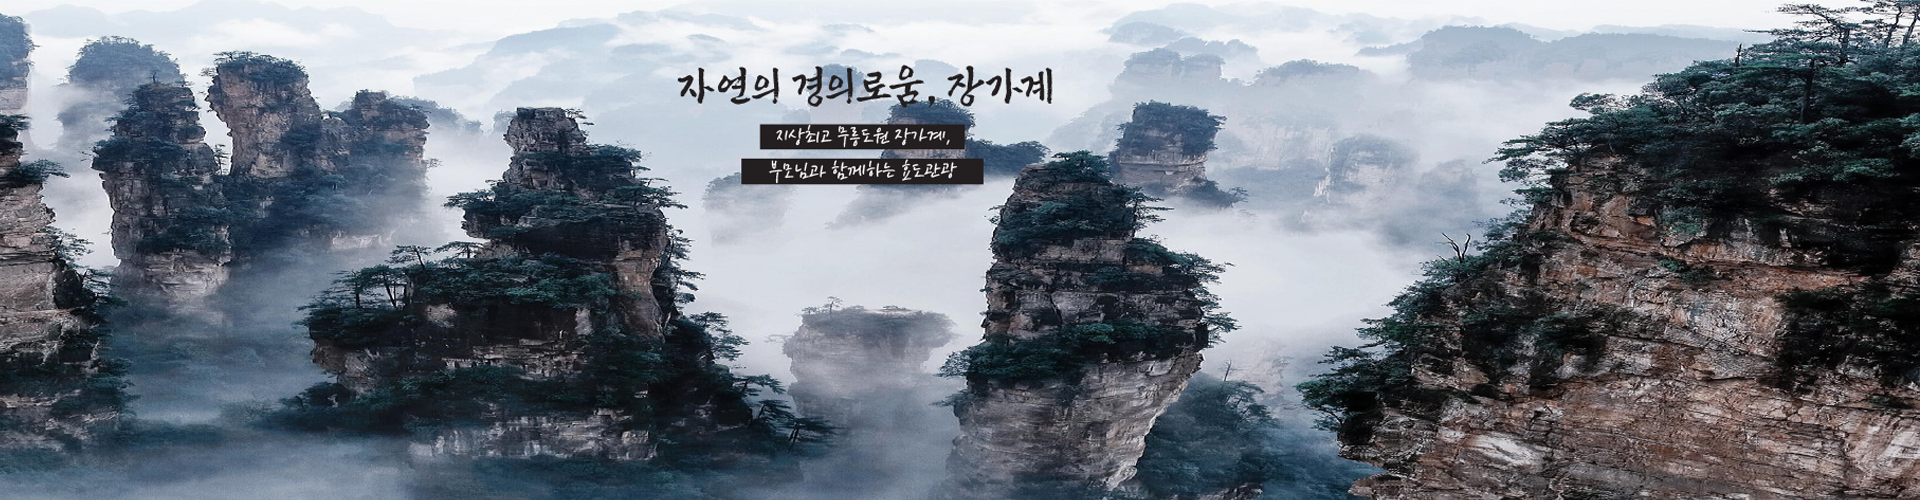 자연의 경의로움, 장가계
지상최고 무릉도원 장가계,
부모님과 함께하는 효도관광